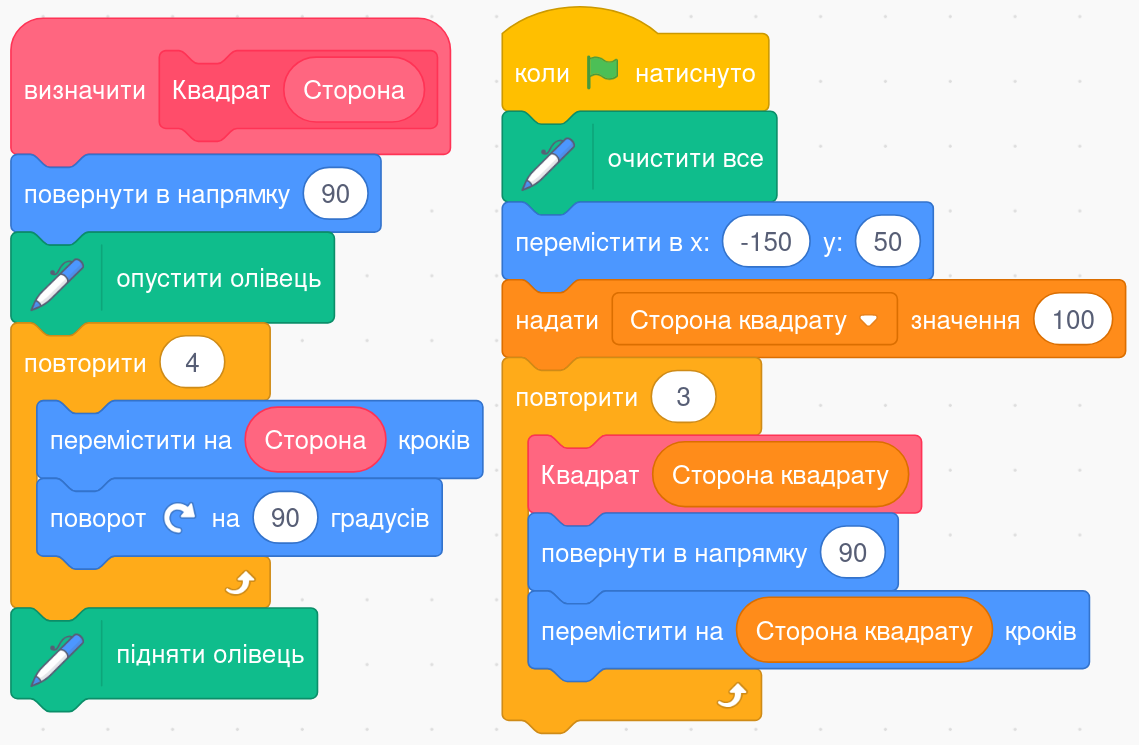 визначити Квадрат Сторона
повернути в напрямку 90
опустити олівець
повторити 4
перемістити на Сторона кроків
поворот на 90 градусів
підняти олівець
коли натиснуто
очистити все
перемістити в x: -150 y: 50
надати Сторона квадрату значення 100
повторити 3
Квадрат Сторона квадрату
повернути в напрямку 90
перемістити на Сторона квадрату кроків